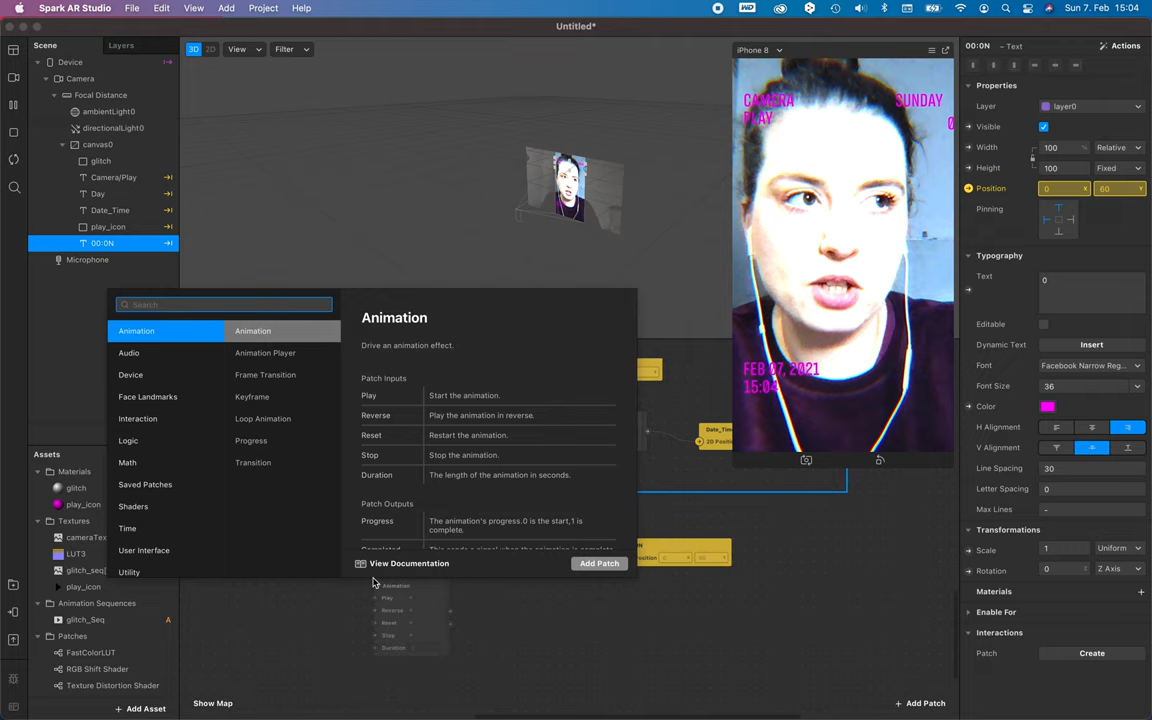 Spark AR Studio File Edit View Add Project Help
Sun 7. Feb 15:04
Untitled*
Scene Layers
Device
Camera
Focal Distance
ambientLight0
directionalLight0
canvas0
glitch
Camera/Play
Day
Date_Time
play_icon
00:0N
Microphone
3D 2D View Filter
iPhone 8
CAMERA
PLAY
SUNDAY
0
FEB 07, 2021
15:04
Search
Animation
Audio
Device
Face Landmarks
Interaction
Logic
Math
Saved Patches
Shaders
Time
User Interface
Utility
Animation
Animation Player
Frame Transition
Keyframe
Loop Animation
Progress
Transition
Animation
Drive an animation effect.
Patch Inputs
Play Start the animation.
Reverse Play the animation in reverse.
Reset Restart the animation.
Stop Stop the animation.
Duration The length of the animation in seconds.
Patch Outputs
Progress The animation's progress.0 is the start,1 is
complete.
View Documentation
Add Patch
Animation
Play
Reverse
Reset
Stop
Duration
Assets
Materials
glitch
play_icon
Textures
cameraTex
LUT3
glitch_seq
play_icon
Animation Sequences
glitch_Seq A
Patches
FastColorLUT
RGB Shift Shader
Texture Distortion Shader
+ Add Asset
Show Map
+ Add Patch
00:0N – Text Actions
Properties
Layer layer0
Visible
Width 100 % Relative
Height 100 Fixed
Position 0 X 60 Y
Pinning
Typography
Text 0
Editable
Dynamic Text Insert
Font Facebook Narrow Reg...
Font Size 36
Color
H Alignment
V Alignment
Line Spacing 30
Letter Spacing 0
Max Lines -
Transformations
Scale 1 Uniform
Rotation 0 Z Axis
Materials +
Enable For
Interactions
Patch Create